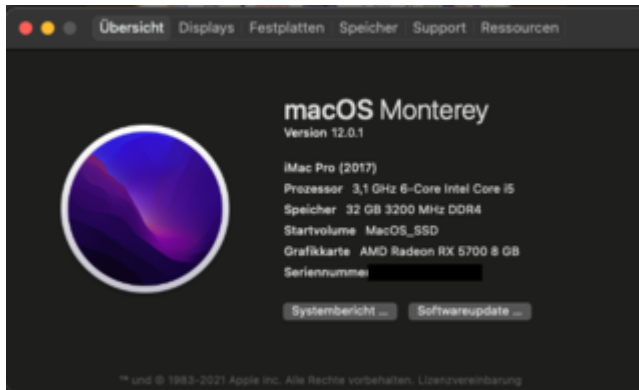 Übersicht Displays Festplatten Speicher Support Ressourcen
macOS Monterey
Version 12.0.1
iMac Pro (2017)
Prozessor 3,1 GHz 6-Core Intel Core i5
Speicher 32 GB 3200 MHz DDR4
Startvolume MacOS_SSD
Grafikkarte AMD Radeon RX 5700 8 GB
Seriennummer
Systembericht ... Softwareupdate ...
™ und © 1983-2021 Apple Inc. Alle Rechte vorbehalten. Lizenzvereinbarung